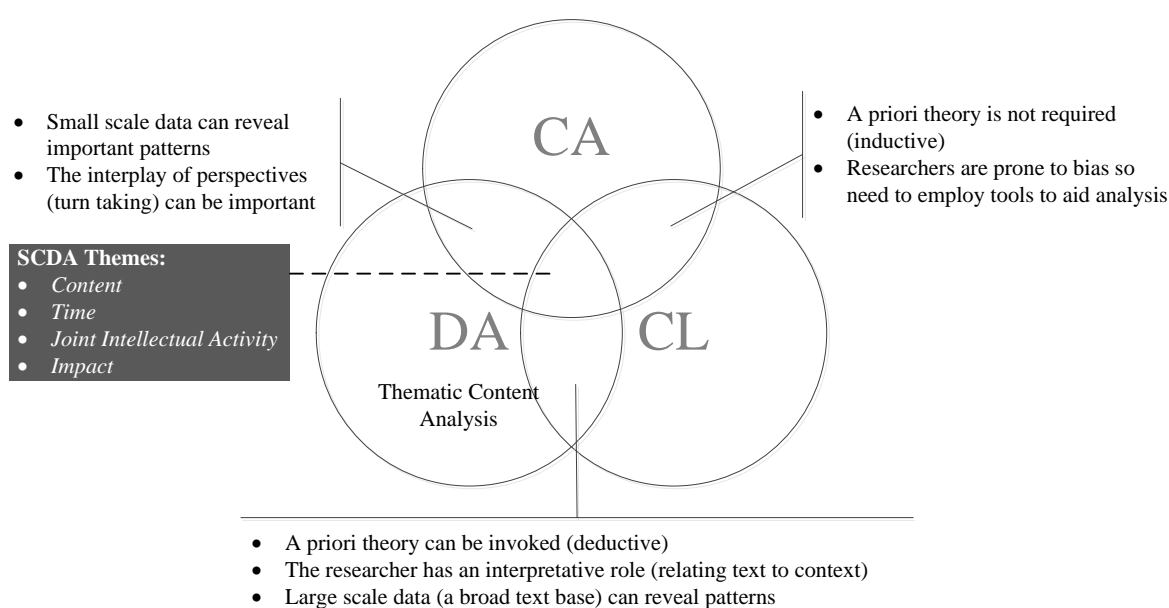 CA
• Small scale data can reveal
important patterns
• The interplay of perspectives
(turn taking) can be important
• A priori theory is not required
(inductive)
• Researchers are prone to bias so
need to employ tools to aid analysis
SCDA Themes:
• Content
• Time
• Joint Intellectual Activity
• Impact
DA
CL
Thematic Content
Analysis
• A priori theory can be invoked (deductive)
• The researcher has an interpretative role (relating text to context)
• Large scale data (a broad text base) can reveal patterns